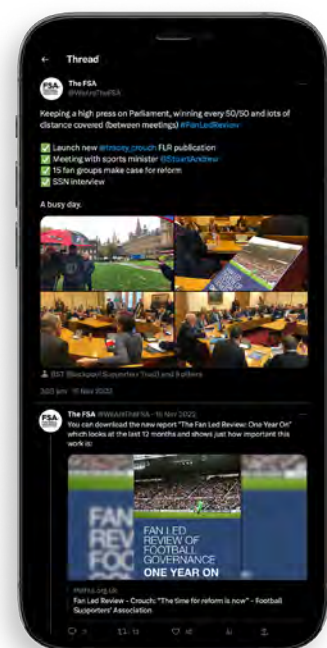 Thread
FSA
The FSA
@WeAreTheFSA
Keeping a high press on Parliament, winning every 50/50 and lots of
distance covered (between meetings) #FanLedReview
Launch new @tracey_crouch FLR publication
Meeting with sports minister @StuartAndrew
15 fan groups make case for reform
SSN interview
A busy day.
BST (Blackpool Supporters' Trust) and 9 others
15 Nov 2022
FSA
The FSA @WeAreTheFSA · 15 Nov 2022
You can download the new report "The Fan Led Review: One Year On"
which looks at the last 12 months and shows just how important this
work is:
FAN LED
REVIEW OF
FOOTBALL
GOVERNANCE
ONE YEAR ON
thefsa.org.uk
Fan Led Review - Crouch: "The time for reform is now" - Football
Supporters' Association